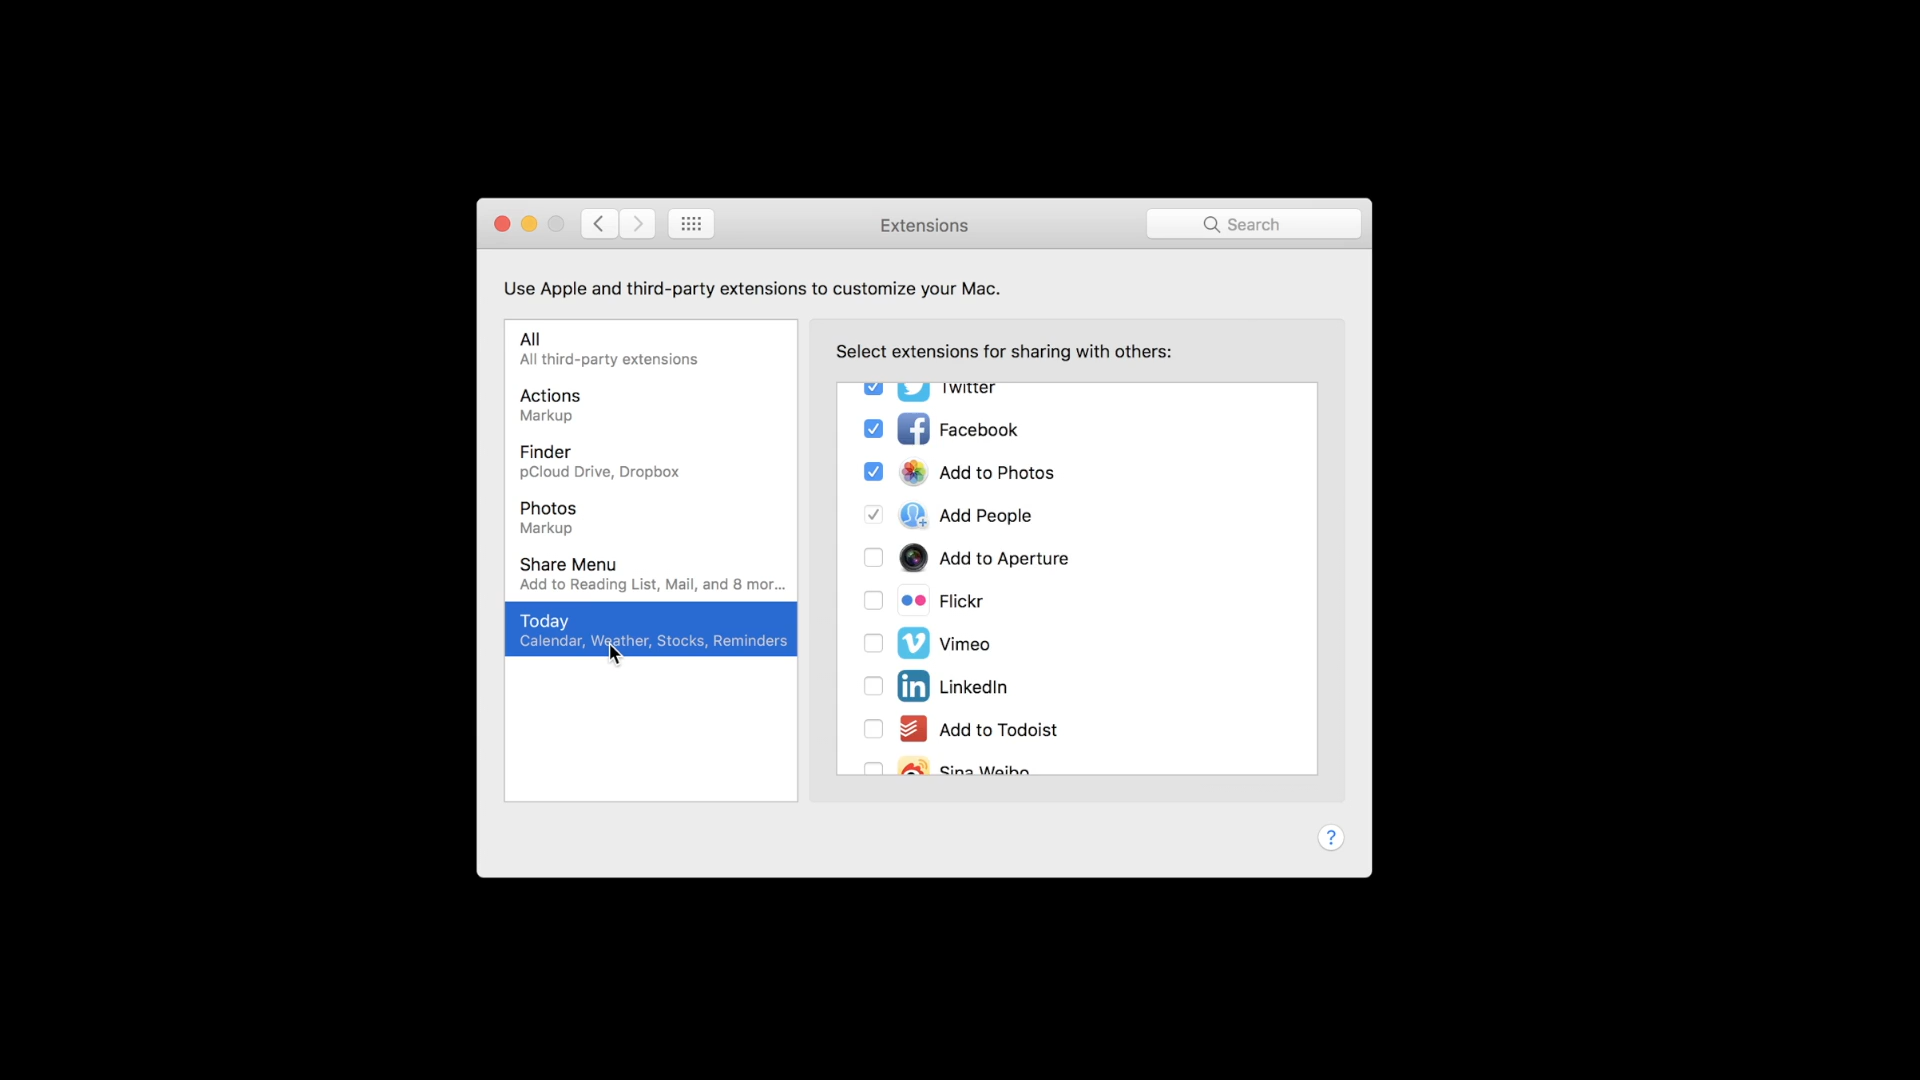 Extensions
Search
Use Apple and third-party extensions to customize your Mac.
All
All third-party extensions
Actions
Markup
Finder
pCloud Drive, Dropbox
Photos
Markup
Share Menu
Add to Reading List, Mail, and 8 mor...
Today
Calendar, Weather, Stocks, Reminders
Select extensions for sharing with others:
Twitter
Facebook
Add to Photos
Add People
Add to Aperture
Flickr
Vimeo
in LinkedIn
Add to Todoist
Sina Weibo
?